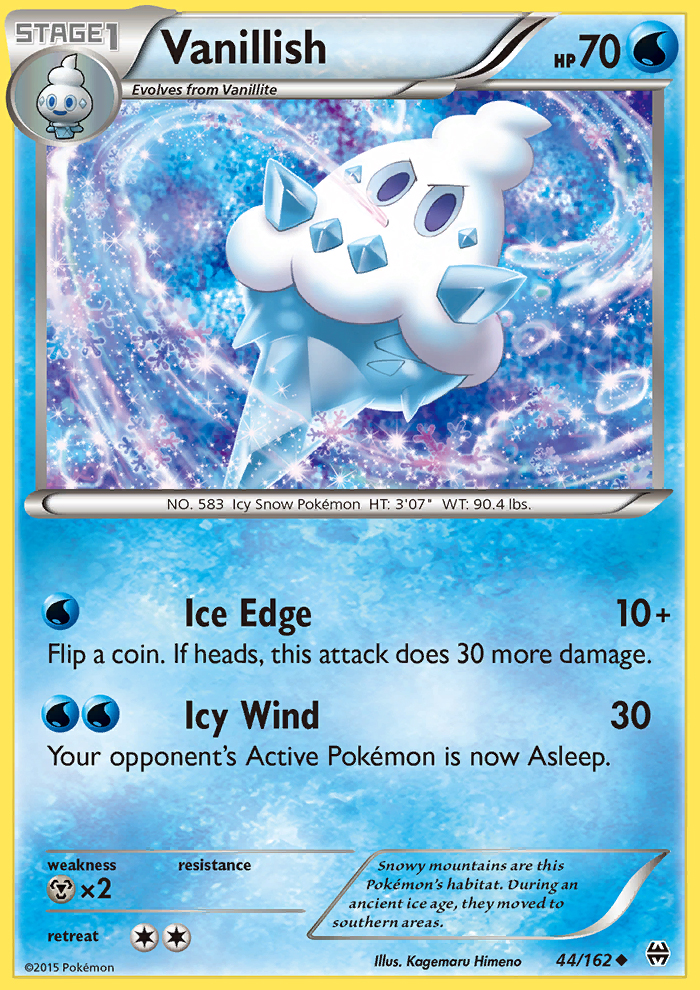 STAGE1
Vanillish
HP70
Evolves from Vanillite
NO. 583 Icy Snow Pokémon HT: 3'07" WT: 90.4 lbs.
Ice Edge 10+
Flip a coin. If heads, this attack does 30 more damage.
Icy Wind 30
Your opponent's Active Pokémon is now Asleep.
weakness resistance
×2
retreat
Snowy mountains are this
Pokémon's habitat. During an
ancient ice age, they moved to
southern areas.
©2015 Pokémon
Illus. Kagemaru Himeno
44/162